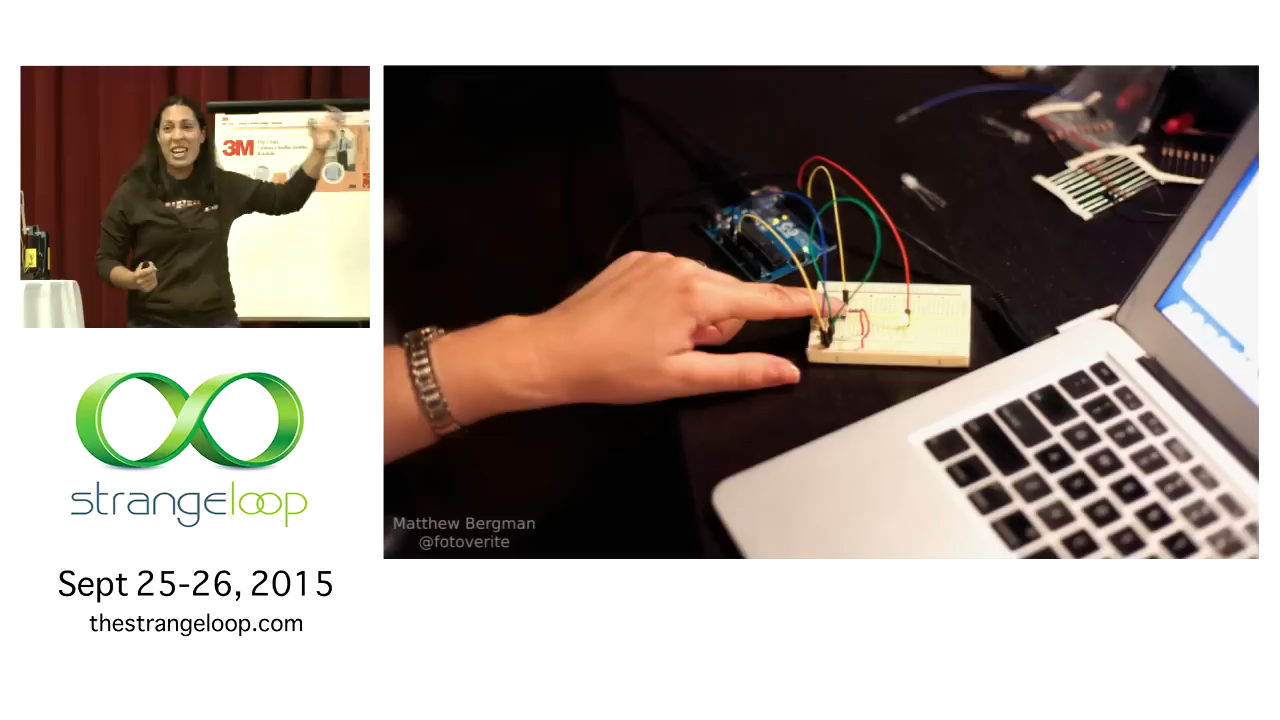 3M
strangeloop
Sept 25-26, 2015
thestrangeloop.com
Matthew Bergman
@fotoverite